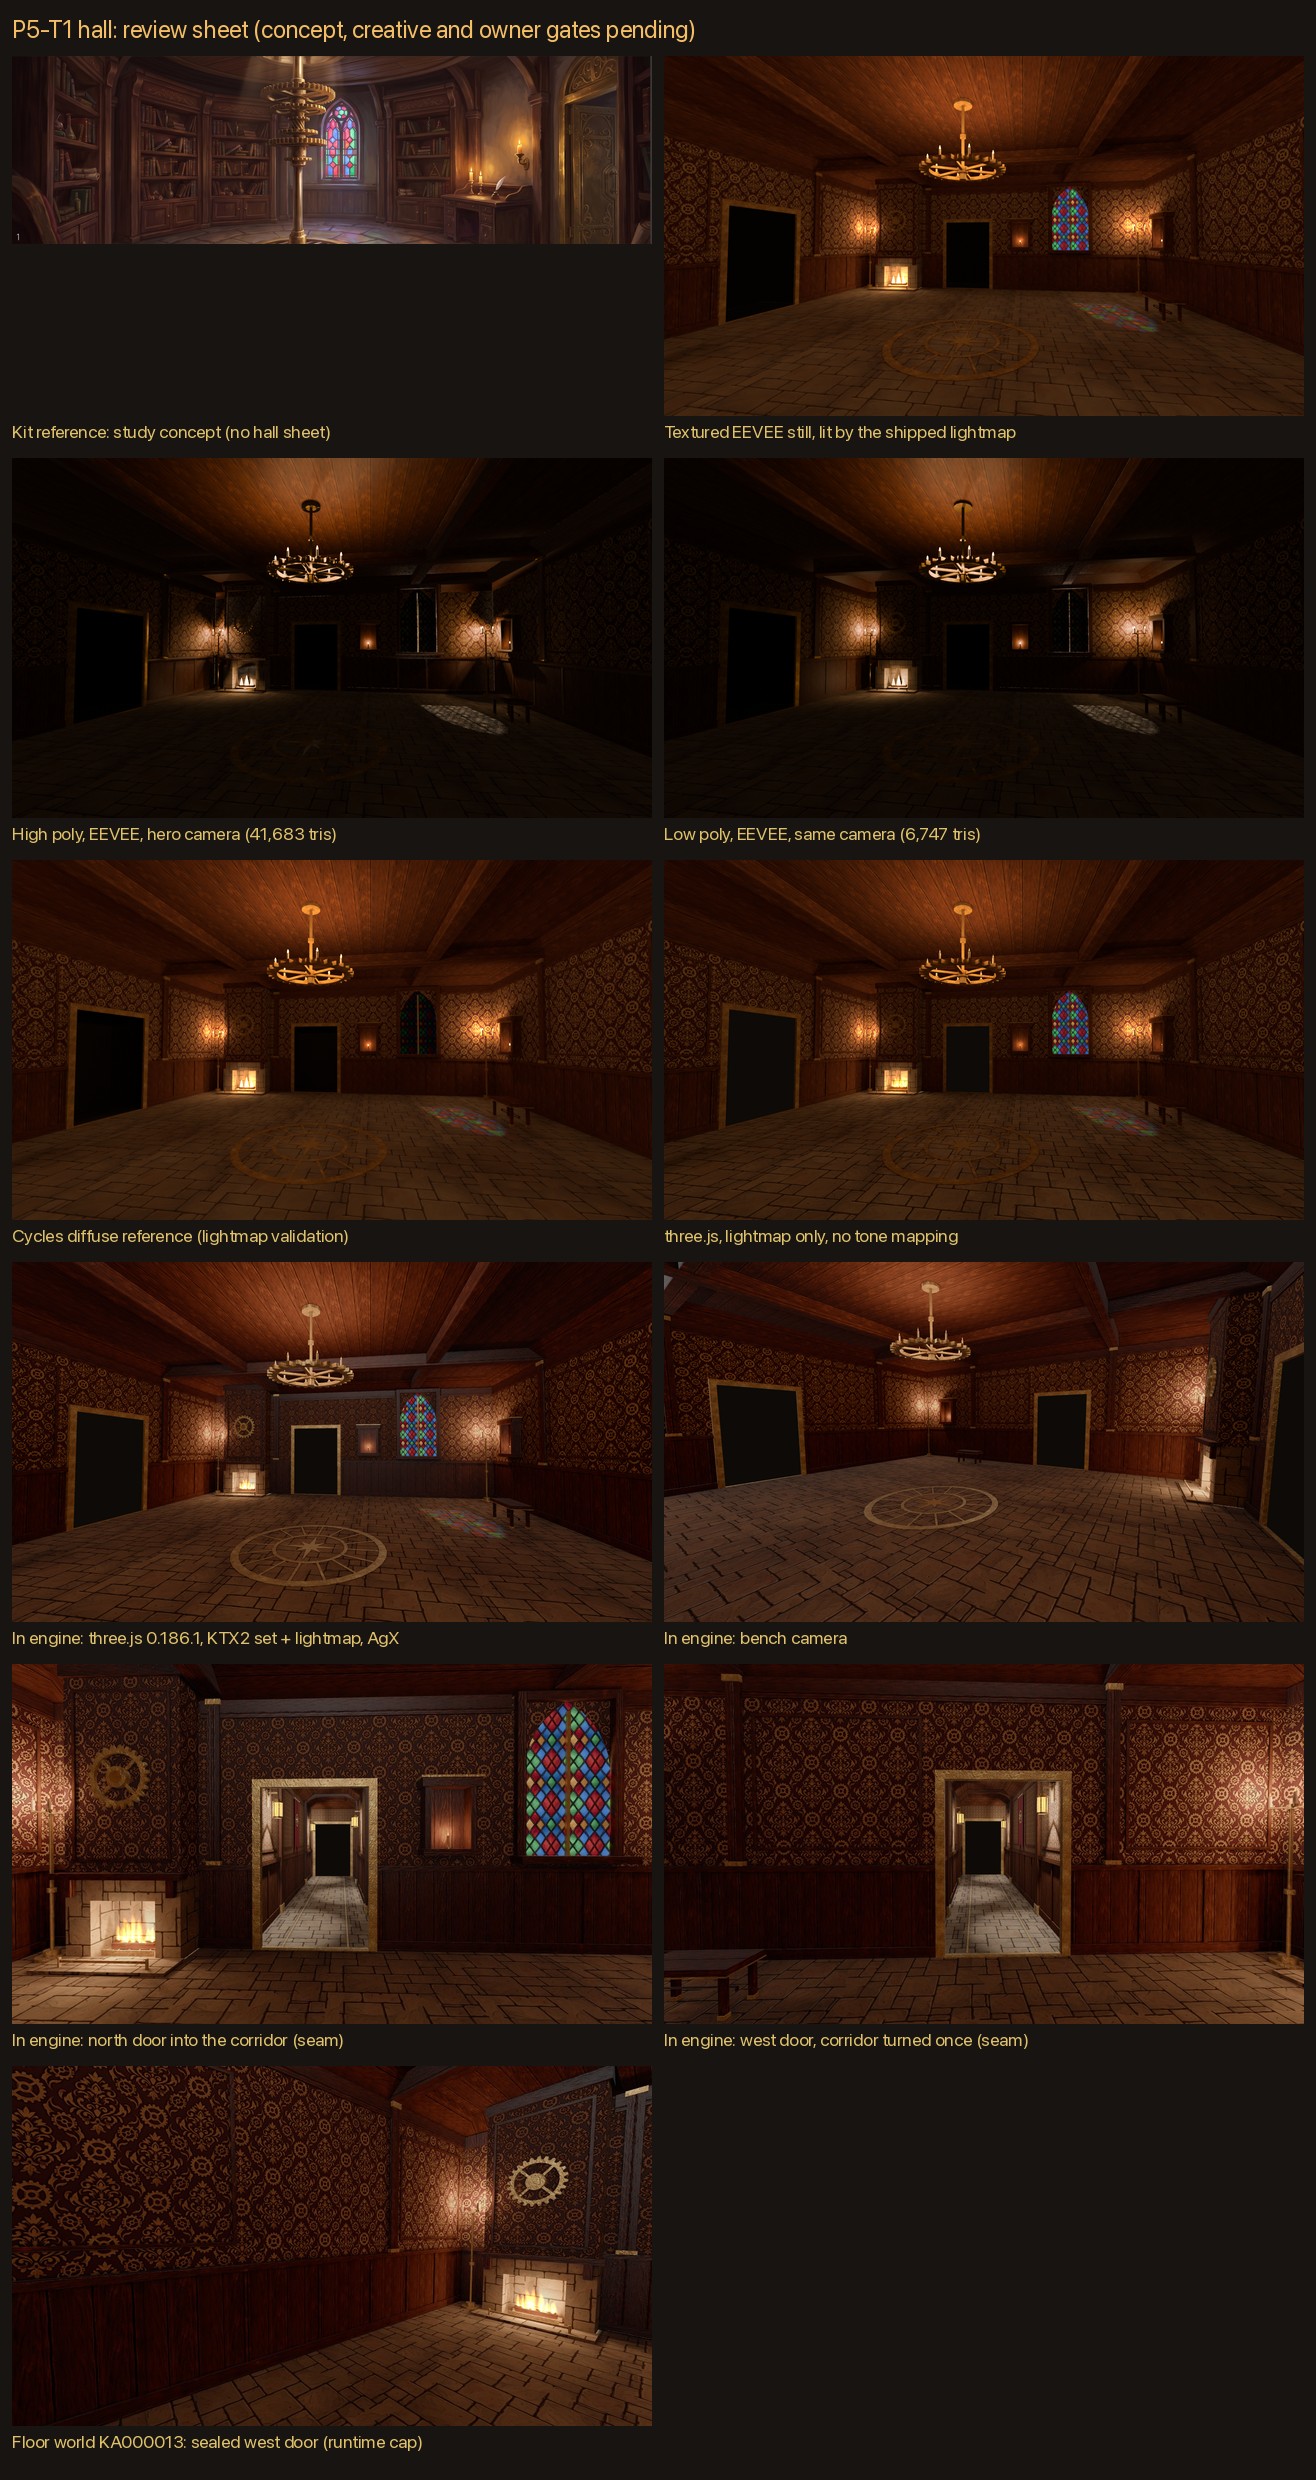 P5-T1 hall: review sheet (concept, creative and owner gates pending)
1
Kit reference: study concept (no hall sheet)
Textured EEVEE still, lit by the shipped lightmap
High poly, EEVEE, hero camera (41,683 tris)
Low poly, EEVEE, same camera (6,747 tris)
Cycles diffuse reference (lightmap validation)
three.js, lightmap only, no tone mapping
In engine: three.js 0.186.1, KTX2 set + lightmap, AgX
In engine: bench camera
In engine: north door into the corridor (seam)
In engine: west door, corridor turned once (seam)
Floor world KA000013: sealed west door (runtime cap)